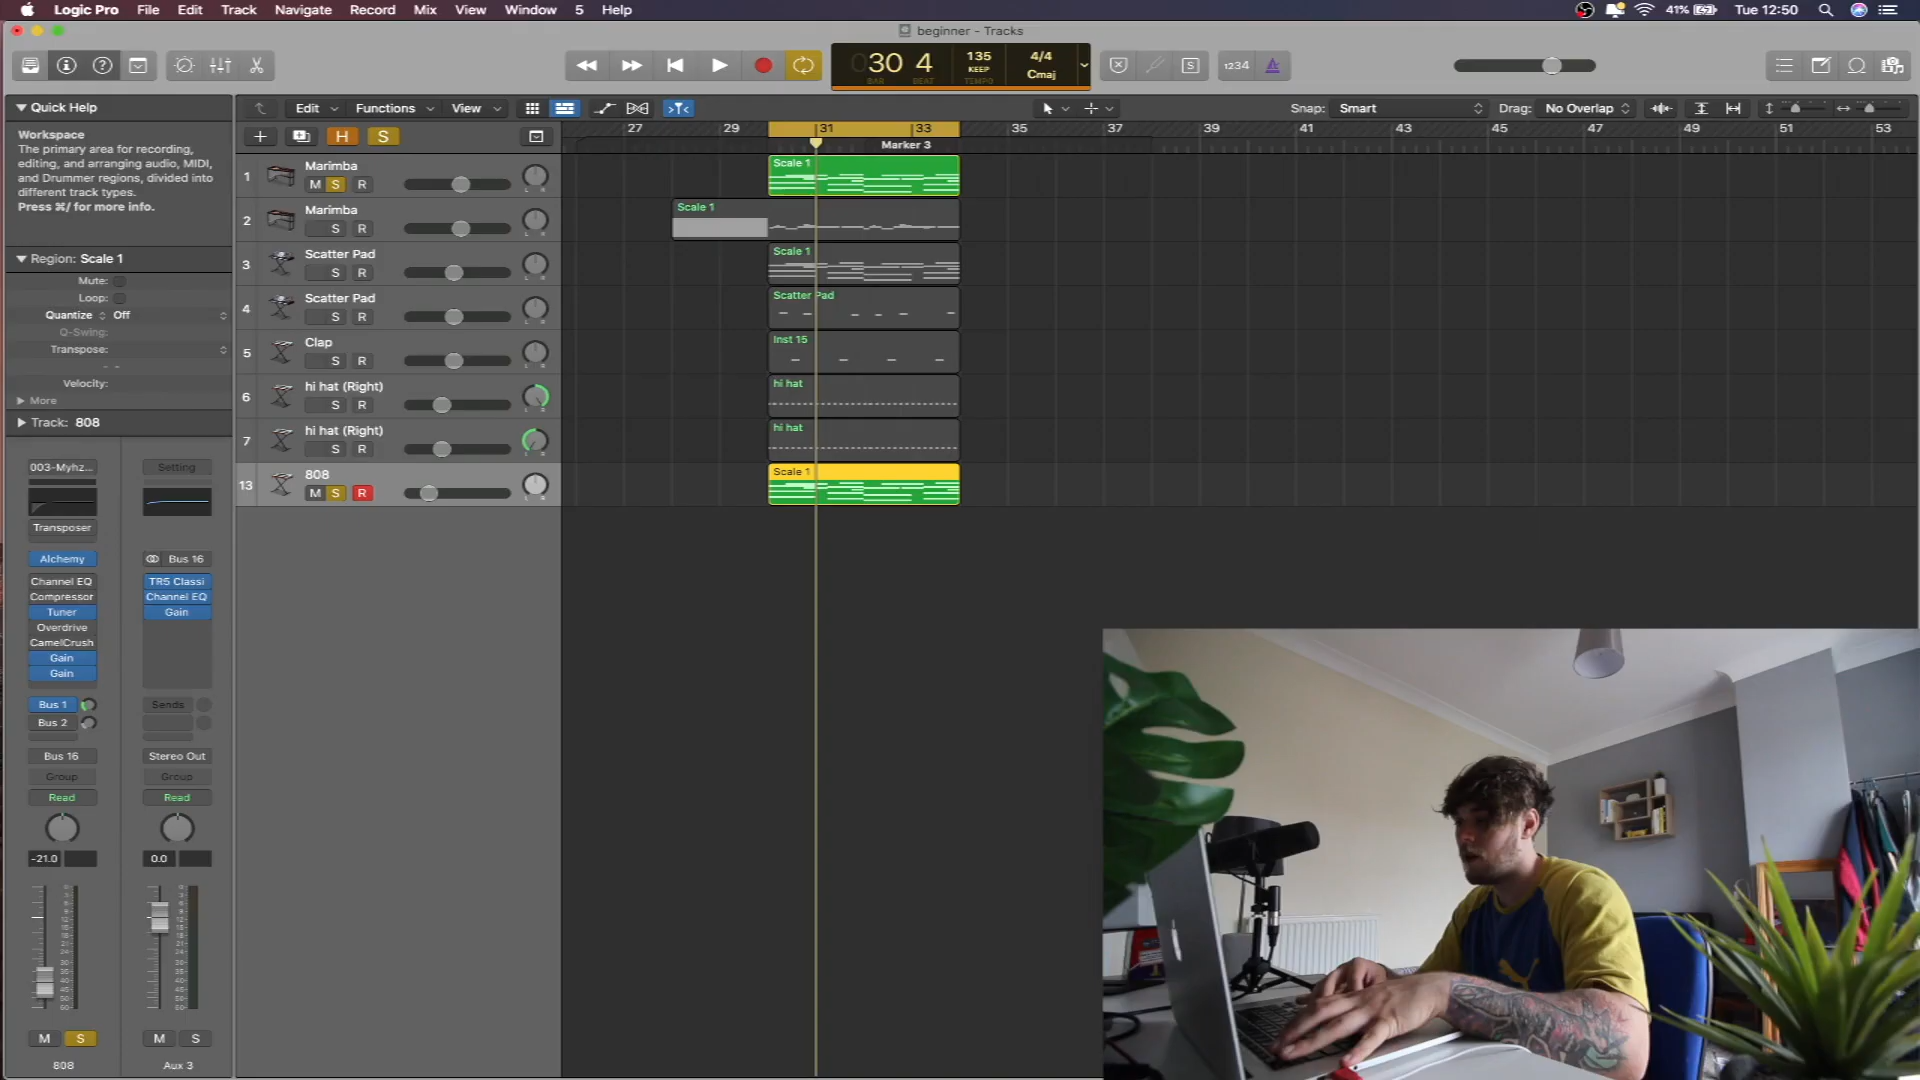 Logic Pro File Edit Track Record Navigate Mix View Window 5 Help
41% Tue 12:50
beginner - Tracks
30 4 135 4/4
KEEP Cmaj
BAR BEAT TEMPO
S 1234
Quick Help
Workspace
The primary area for recording,
editing, and arranging audio, MIDI,
and Drummer regions, divided into
different track types.
Press ⌘/ for more info.
Region: Scale 1
Mute:
Loop:
Quantize Off
Q-Swing:
Transpose:
Velocity:
More
Track: 808
Edit Functions View
Snap: Smart Drag: No Overlap
H S
27 29 31 33 35 37 39 41 43 45 47 49 51 53
Marker 3
1 Marimba
M S R
Scale 1
2 Marimba
S R
Scale 1
3 Scatter Pad
S R
Scale 1
4 Scatter Pad
S R
Scatter Pad
5 Clap
S R
Inst 15
6 hi hat (Right)
S R
hi hat
7 hi hat (Right)
S R
hi hat
13 808
M S R
Scale 1
003-Myhz... Setting
Transposer
Alchemy Bus 16
Channel EQ TR5 Classi
Compressor Channel EQ
Tuner Gain
Overdrive
CamelCrush
Gain
Gain
Bus 1 Sends
Bus 2
Bus 16 Stereo Out
Group Group
Read Read
-21.0 0.0
M S M S
808 Aux 3